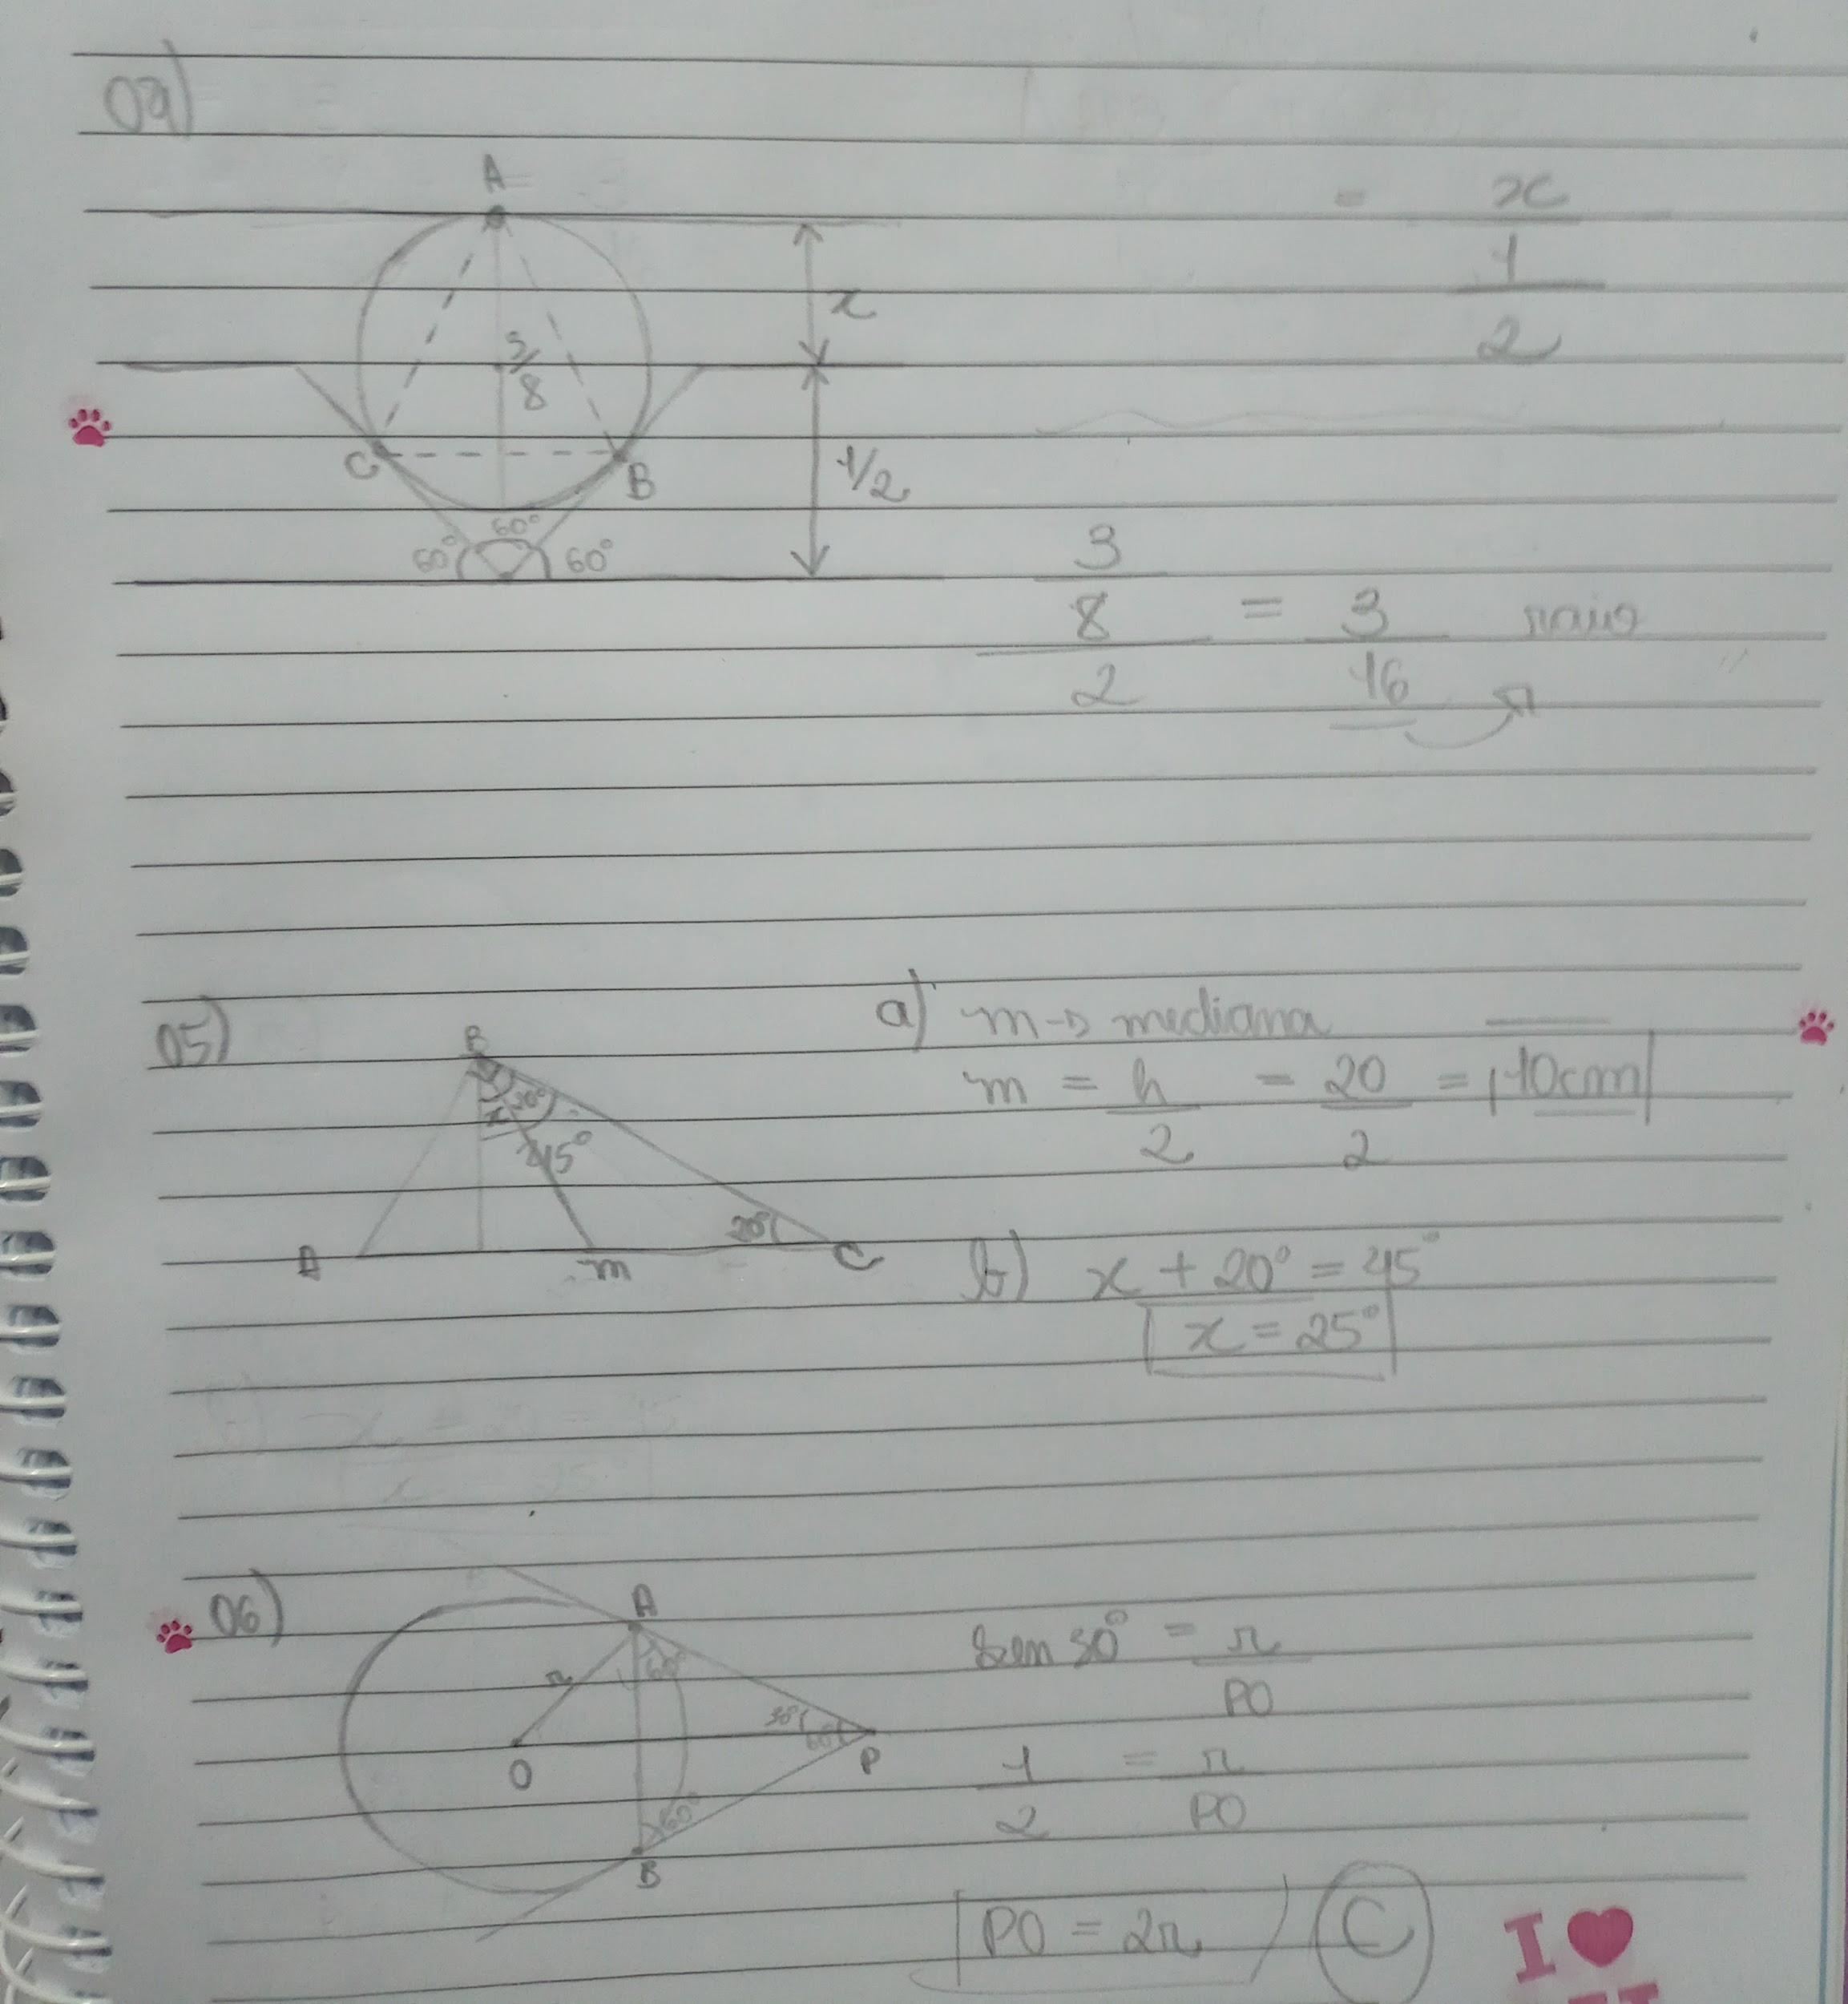 04)
A
x
3/8
C
B
1/2
60° 60° 60°
= x / 1/2
3/8 / 2 = 3/16 raio
05)
B
x 20°
45°
20°
A m C
a) m → mediana
m = h/2 = 20/2 = 10cm
b) x + 20° = 45°
x = 25°
06)
A
r 60°
30° 60°
O P
60°
B
sen 30° = r/PO
1/2 = r/PO
PO = 2r C
I ♥